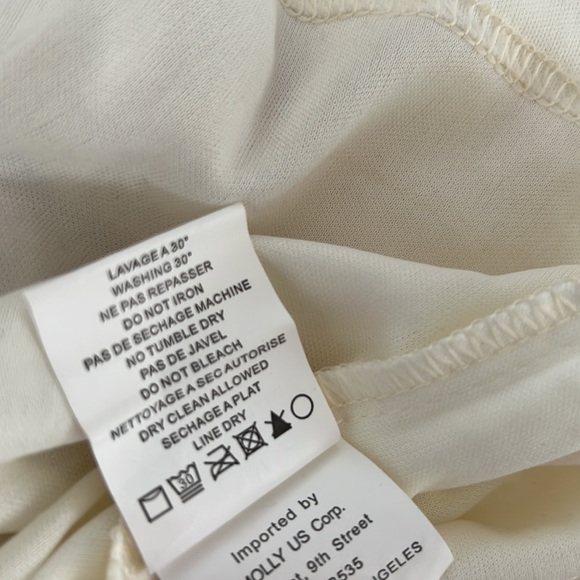 LAVAGE A 30°
WASHING 30°
NE PAS REPASSER
DO NOT IRON
PAS DE SECHAGE MACHINE
NO TUMBLE DRY
PAS DE JAVEL
DO NOT BLEACH
NETTOYAGE A SEC AUTORISE
DRY CLEAN ALLOWED
SECHAGE A PLAT
LINE DRY
30
Imported by
MOLLY US Corp.
9th Street